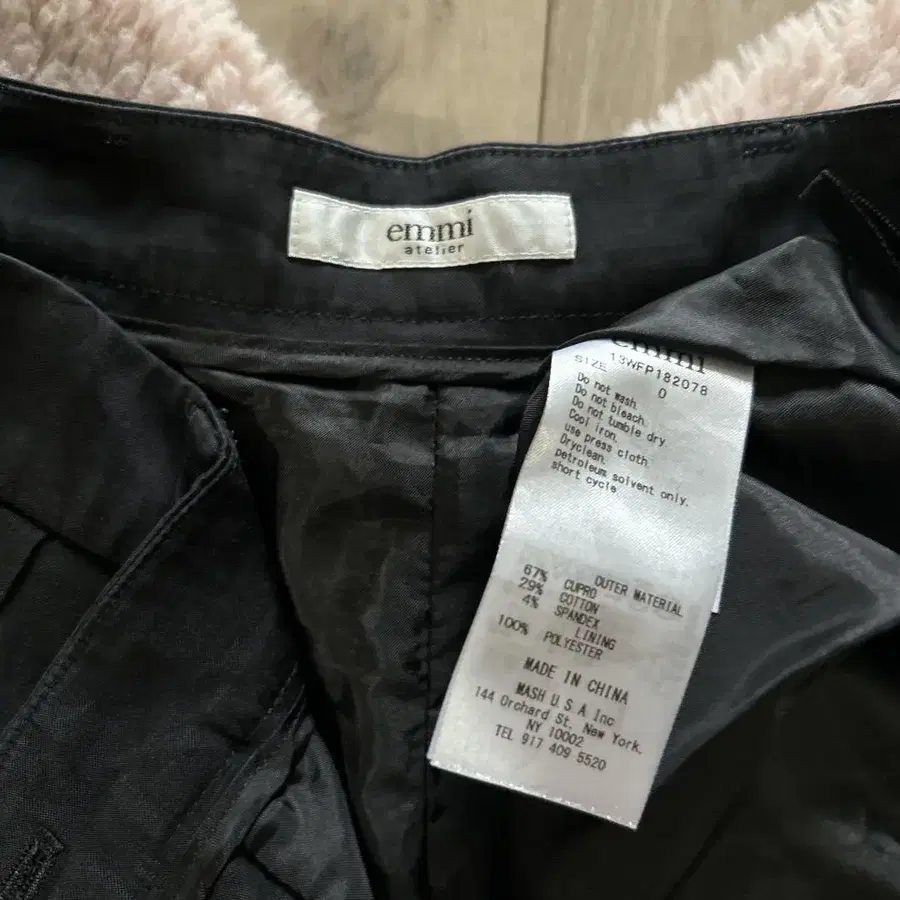 emmi
atelier
emmi
13WFP182078
SIZE 0
Do not wash.
Do not bleach.
Do not tumble dry.
Cool iron.
use press cloth.
Dryclean.
petroleum solvent only.
short cycle
OUTER MATERIAL
67% CUPRO
29% COTTON
4% SPANDEX
LINING
100% POLYESTER
MADE IN CHINA
MASH U.S.A Inc.
144 Orchard St. New York.
NY 10002
TEL 917 409 5520